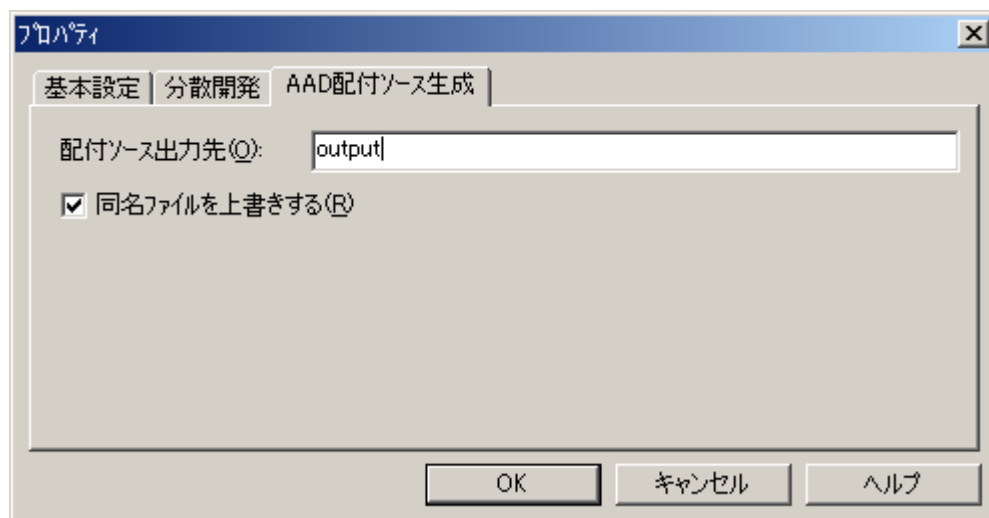 プロパティ
基本設定 分散開発 AAD配付ソース生成
配付ソース出力先(O): output
同名ファイルを上書きする(R)
OK キャンセル ヘルプ